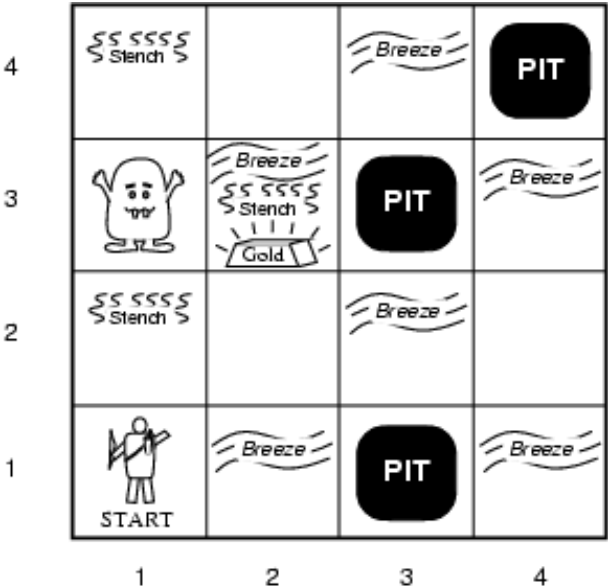 4
Stench
Breeze
PIT
3
Breeze
Stench
Gold
PIT
Breeze
2
Stench
Breeze
1
START
Breeze
PIT
Breeze
1 2 3 4